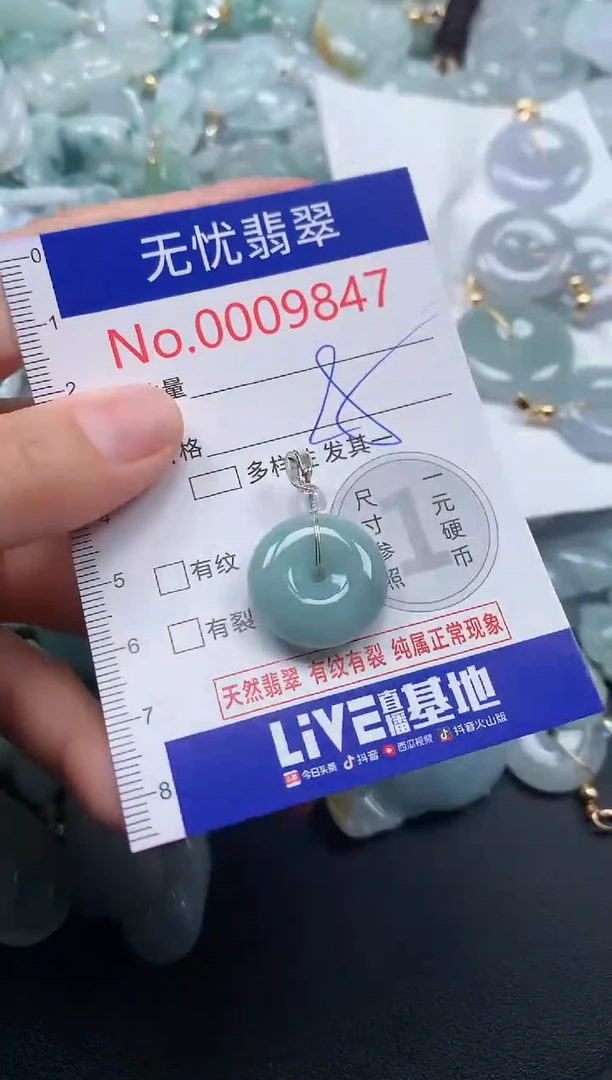 无忧翡翠
No.0009847
量
格
多样 发其一
尺寸参照
1
一元硬币
有纹
有裂
天然翡翠 有纹有裂 纯属正常现象
LiVE直播基地
今日头条 抖音 西瓜视频 抖音火山版
0
1
2
5
6
7
8